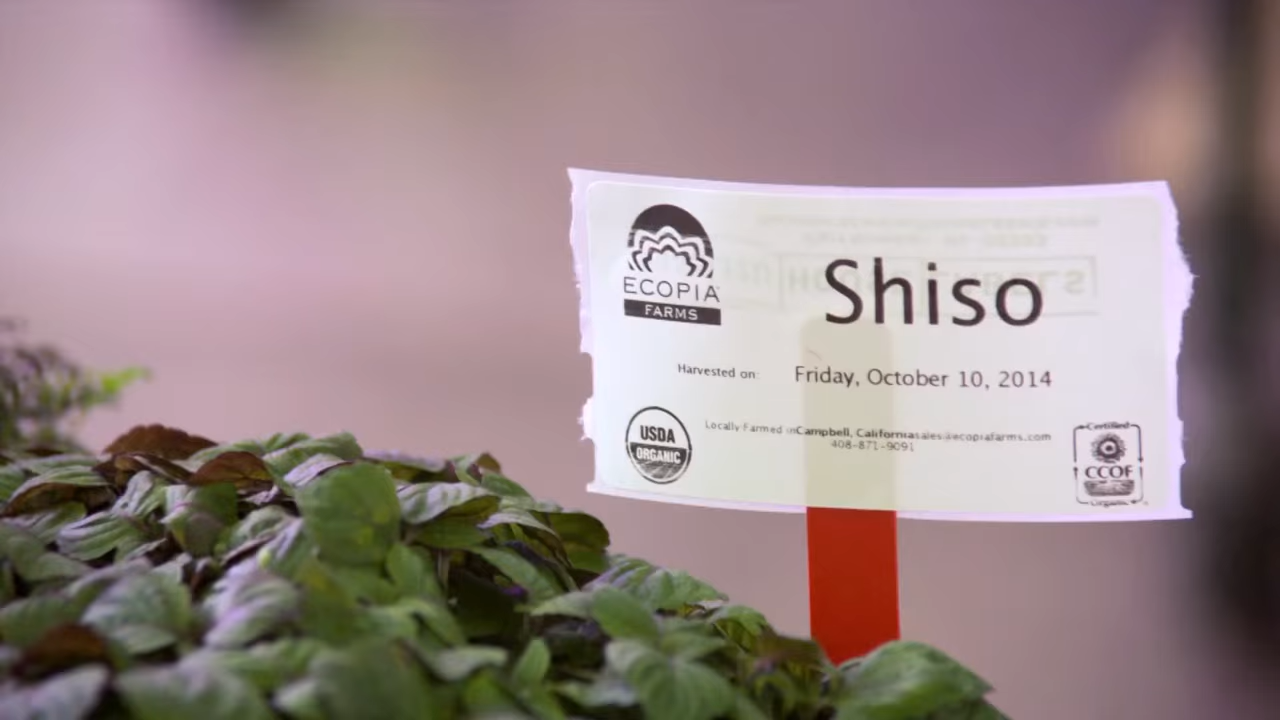 ECOPIA
FARMS
Shiso
Harvested on: Friday, October 10, 2014
USDA
ORGANIC
Locally Farmed inCampbell, Californiasales@ecopiafarms.com
408-871-9091
Certified
CCOF
Organic